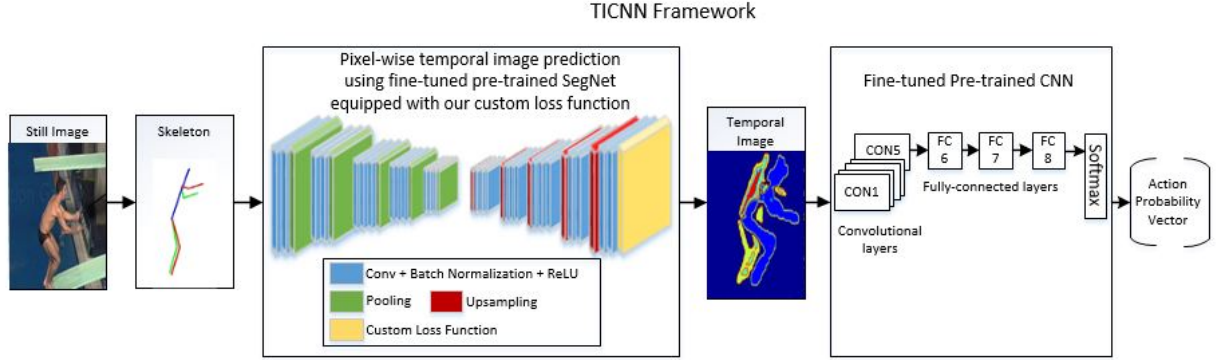 TICNN Framework
Still Image
Skeleton
Pixel-wise temporal image prediction
using fine-tuned pre-trained SegNet
equipped with our custom loss function
Conv + Batch Normalization + ReLU
Pooling
Upsampling
Custom Loss Function
Temporal
Image
Fine-tuned Pre-trained CNN
CON5
CON1
Convolutional
layers
FC
6
FC
7
FC
8
Fully-connected layers
Softmax
Action
Probability
Vector